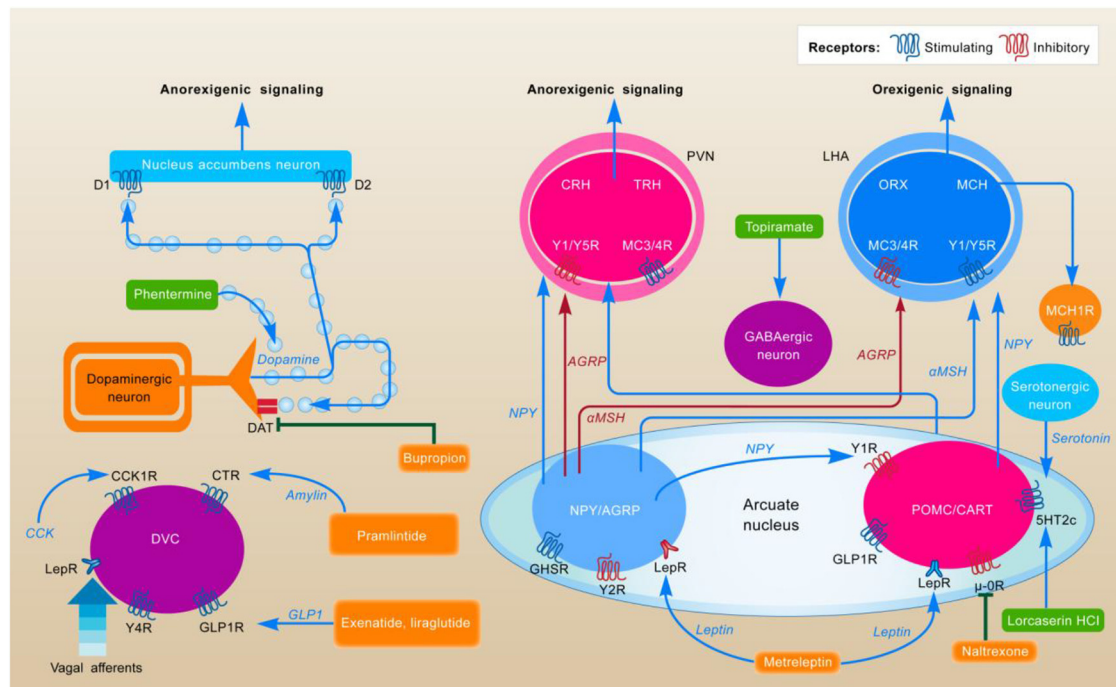 Receptors: Stimulating Inhibitory
Anorexigenic signaling
Nucleus accumbens neuron
D1
D2
Phentermine
Dopamine
Dopaminergic
neuron
DAT
Bupropion
CCK1R
CTR
CCK
Amylin
DVC
Pramlintide
LepR
Y4R
GLP1R
GLP1
Exenatide, liraglutide
Vagal afferents
Anorexigenic signaling
PVN
CRH
TRH
Y1/Y5R
MC3/4R
Orexigenic signaling
LHA
ORX
MCH
MC3/4R
Y1/Y5R
Topiramate
GABAergic
neuron
MCH1R
AGRP
AGRP
NPY
αMSH
NPY
αMSH
Serotonergic
neuron
Serotonin
NPY
Y1R
NPY/AGRP
Arcuate
nucleus
POMC/CART
5HT2c
GHSR
Y2R
LepR
GLP1R
LepR
μ-0R
Leptin
Leptin
Metreleptin
Naltrexone
Lorcaserin HCl